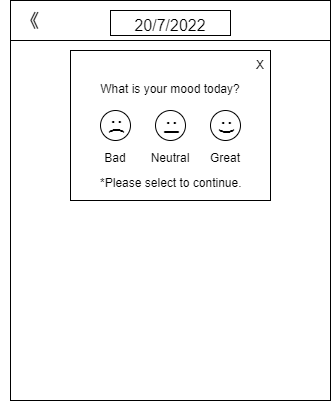 《 20/7/2022
X
What is your mood today?
Bad Neutral Great
*Please select to continue.